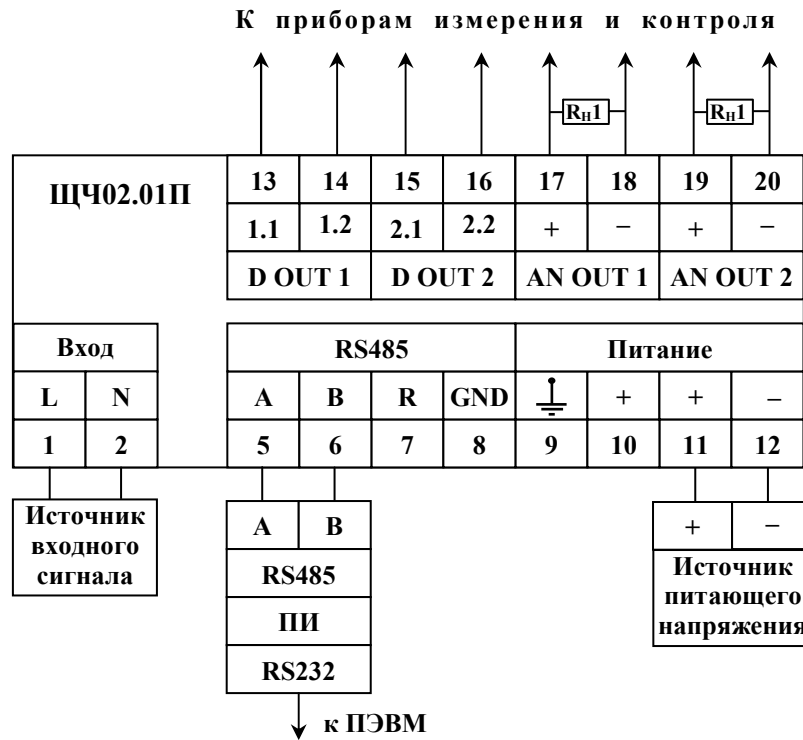 К приборам измерения и контроля
Rн1 Rн1
ЩЧ02.01П
13 14 15 16 17 18 19 20
1.1 1.2 2.1 2.2 + − + −
D OUT 1 D OUT 2 AN OUT 1 AN OUT 2
Вход RS485 Питание
L N A B R GND + + −
1 2 5 6 7 8 9 10 11 12
Источник
входного
сигнала
A B
RS485
ПИ
RS232
к ПЭВМ
+ −
Источник
питающего
напряжения